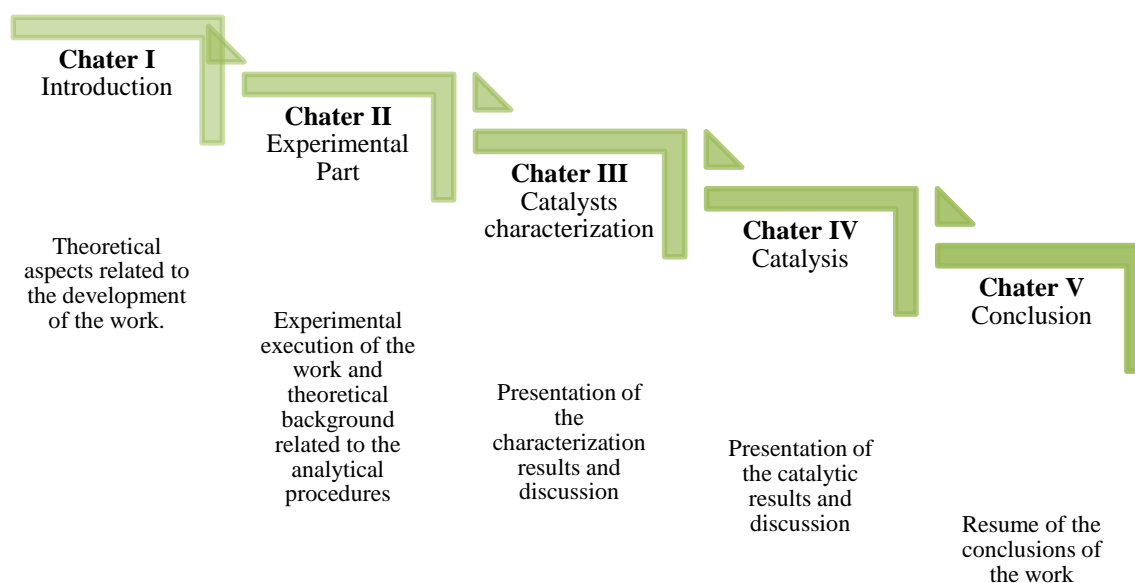 Chater I
Introduction
Theoretical
aspects related to
the development
of the work.
Chater II
Experimental
Part
Experimental
execution of the
work and
theoretical
background
related to the
analytical
procedures
Chater III
Catalysts
characterization
Presentation of
the
characterization
results and
discussion
Chater IV
Catalysis
Presentation of
the catalytic
results and
discussion
Chater V
Conclusion
Resume of the
conclusions of
the work